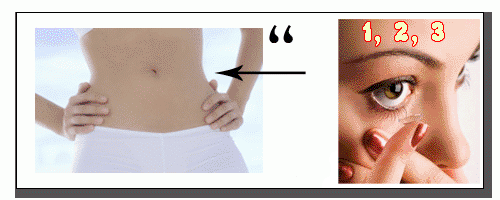 “
1, 2, 3